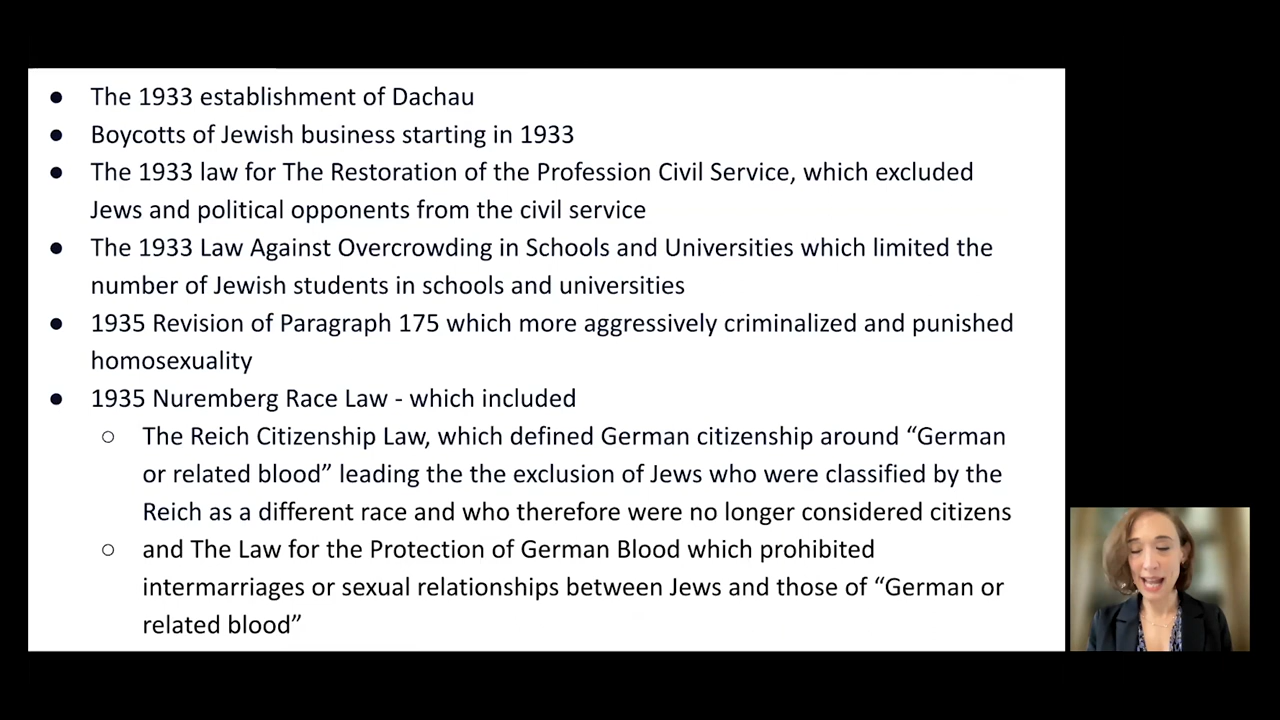 ● The 1933 establishment of Dachau
● Boycotts of Jewish business starting in 1933
● The 1933 law for The Restoration of the Profession Civil Service, which excluded
Jews and political opponents from the civil service
● The 1933 Law Against Overcrowding in Schools and Universities which limited the
number of Jewish students in schools and universities
● 1935 Revision of Paragraph 175 which more aggressively criminalized and punished
homosexuality
● 1935 Nuremberg Race Law - which included
○ The Reich Citizenship Law, which defined German citizenship around “German
or related blood” leading the the exclusion of Jews who were classified by the
Reich as a different race and who therefore were no longer considered citizens
○ and The Law for the Protection of German Blood which prohibited
intermarriages or sexual relationships between Jews and those of “German or
related blood”